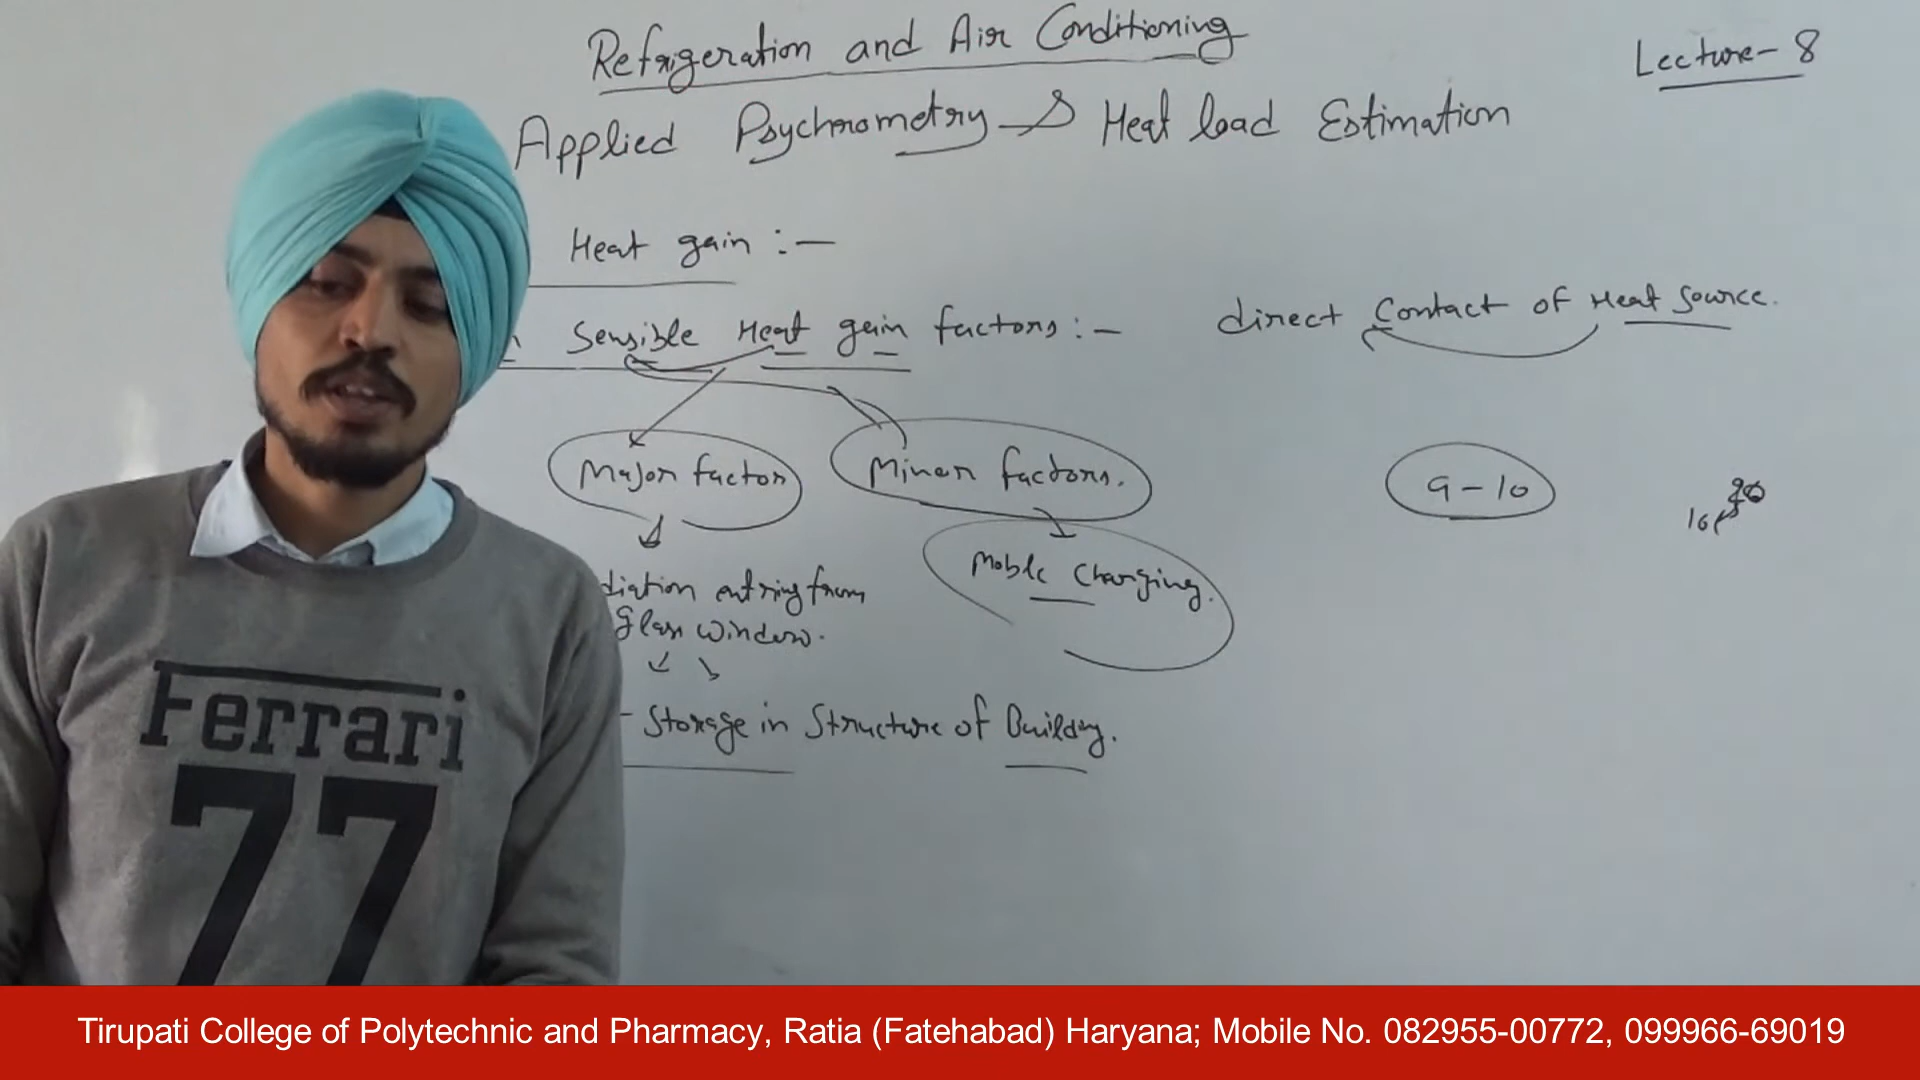 Refrigeration and Air Conditioning
Lecture - 8
Applied Psychrometry & Heat load Estimation
Heat gain :-
Sensible Heat gain factors :-
direct Contact of Heat Source.
Major factor
Minor factors.
9-10
diation entring from
Glass window.
Moble Charging.
- Storage in Structure of Building.
Ferrari
77
Tirupati College of Polytechnic and Pharmacy, Ratia (Fatehabad) Haryana; Mobile No. 082955-00772, 099966-69019